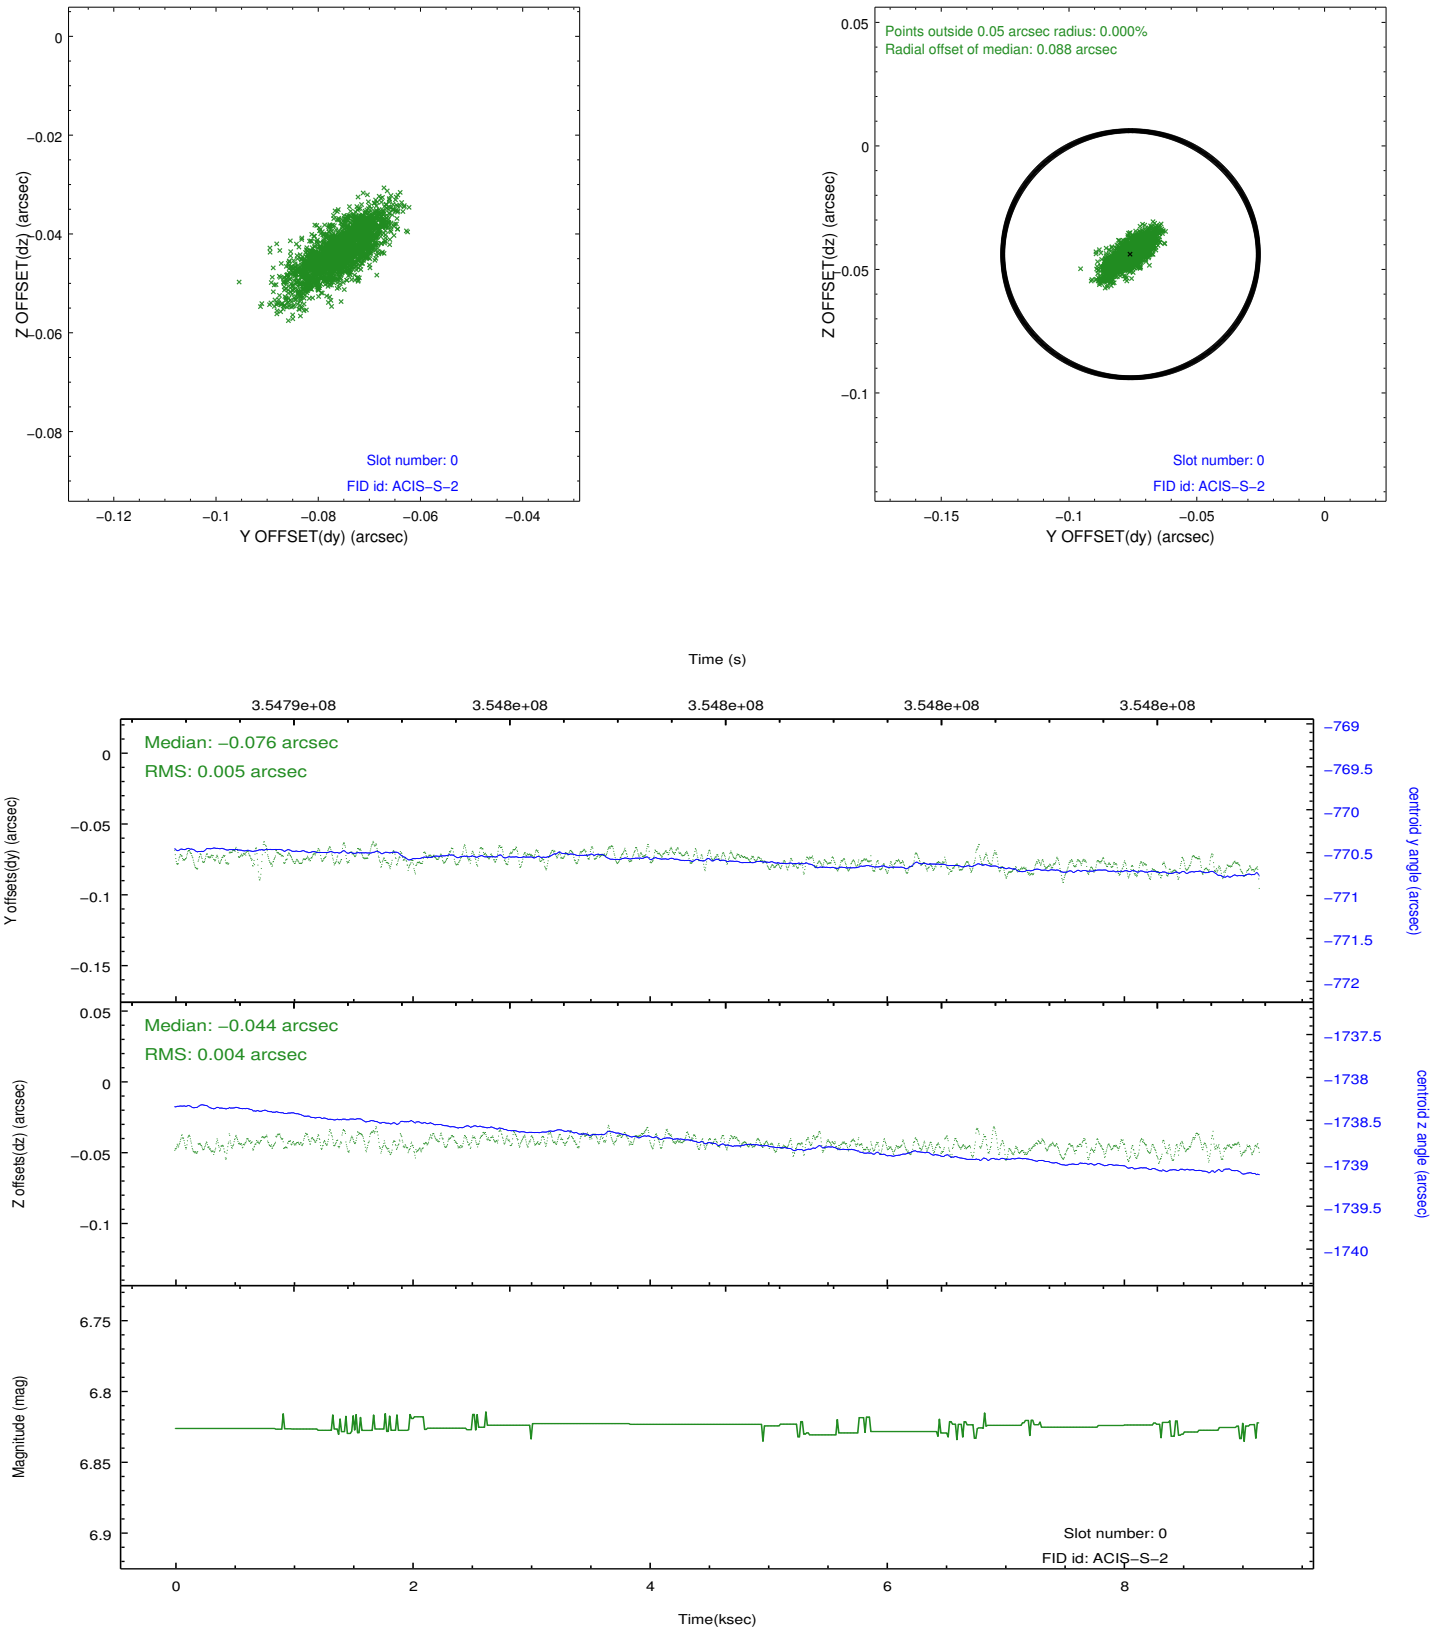 0
−0.02
−0.04
−0.06
−0.08
Z OFFSET(dz) (arcsec)
Slot number: 0
FID id: ACIS−S−2
−0.12 −0.1 −0.08 −0.06 −0.04
Y OFFSET(dy) (arcsec)
Points outside 0.05 arcsec radius: 0.000%
Radial offset of median: 0.088 arcsec
0.05
0
−0.05
−0.1
Z OFFSET(dz) (arcsec)
Slot number: 0
FID id: ACIS−S−2
−0.15 −0.1 −0.05 0
Y OFFSET(dy) (arcsec)
Time (s)
3.5479e+08 3.548e+08 3.548e+08 3.548e+08 3.548e+08
Median: −0.076 arcsec
RMS: 0.005 arcsec
0
−0.05
−0.1
−0.15
Y offsets(dy) (arcsec)
−769
−769.5
−770
−770.5
−771
−771.5
−772
centroid y angle (arcsec)
Median: −0.044 arcsec
RMS: 0.004 arcsec
0.05
0
−0.05
−0.1
Z offsets(dz) (arcsec)
−1737.5
−1738
−1738.5
−1739
−1739.5
−1740
centroid z angle (arcsec)
6.75
6.8
6.85
6.9
Magnitude (mag)
Slot number: 0
FID id: ACIS−S−2
0 2 4 6 8
Time(ksec)